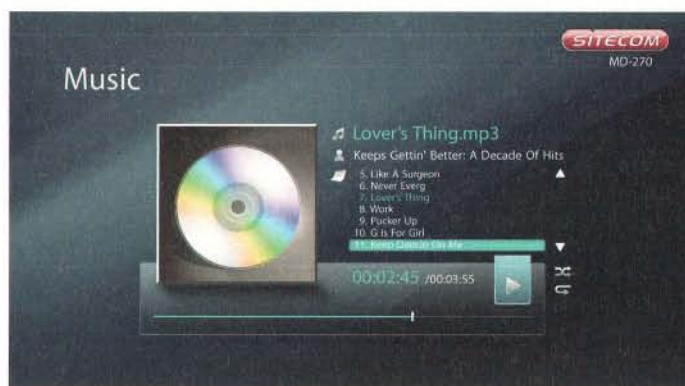 SITECOM
MD-270
Music
Lover's Thing.mp3
Keeps Gettin' Better: A Decade Of Hits
5. Like A Surgeon
6. Never Everg
7. Lover's Thing
8. Work
9. Pucker Up
10. G Is For Girl
11. Keep Dancin On Me
00:02:45 /00:03:55